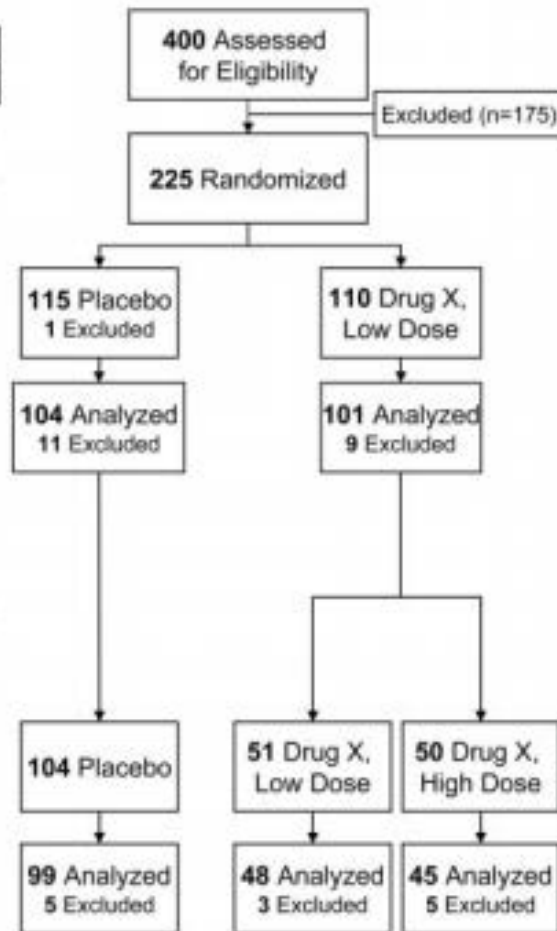 400 Assessed
for Eligibility
Excluded (n=175)
225 Randomized
115 Placebo
1 Excluded
110 Drug X,
Low Dose
104 Analyzed
11 Excluded
101 Analyzed
9 Excluded
104 Placebo
51 Drug X,
Low Dose
50 Drug X,
High Dose
99 Analyzed
5 Excluded
48 Analyzed
3 Excluded
45 Analyzed
5 Excluded